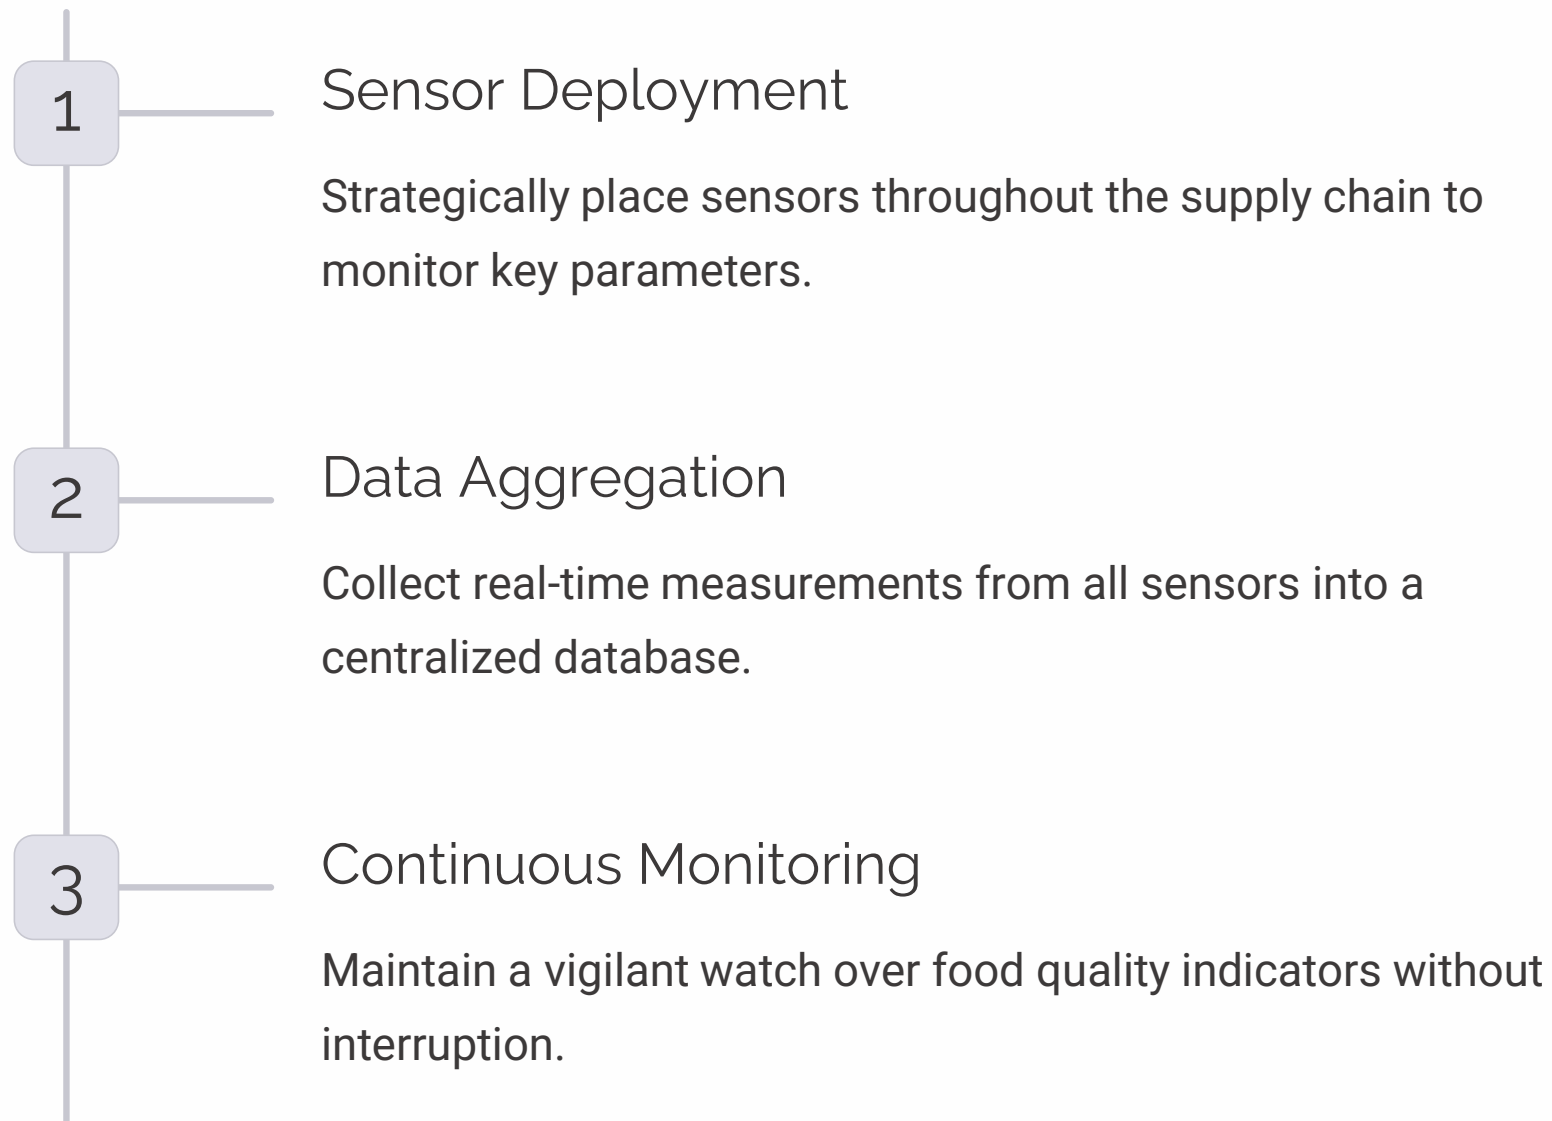 1
Sensor Deployment
Strategically place sensors throughout the supply chain to
monitor key parameters.
2
Data Aggregation
Collect real-time measurements from all sensors into a
centralized database.
3
Continuous Monitoring
Maintain a vigilant watch over food quality indicators without
interruption.